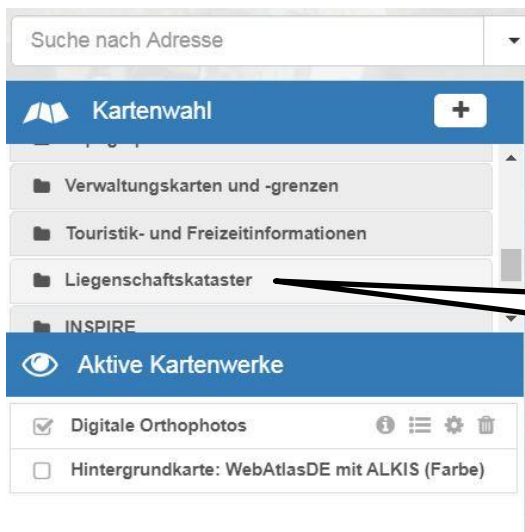 Suche nach Adresse
Kartenwahl
Verwaltungskarten und -grenzen
Touristik- und Freizeitinformationen
Liegenschaftskataster
INSPIRE
Aktive Kartenwerke
Digitale Orthophotos
Hintergrundkarte: WebAtlasDE mit ALKIS (Farbe)